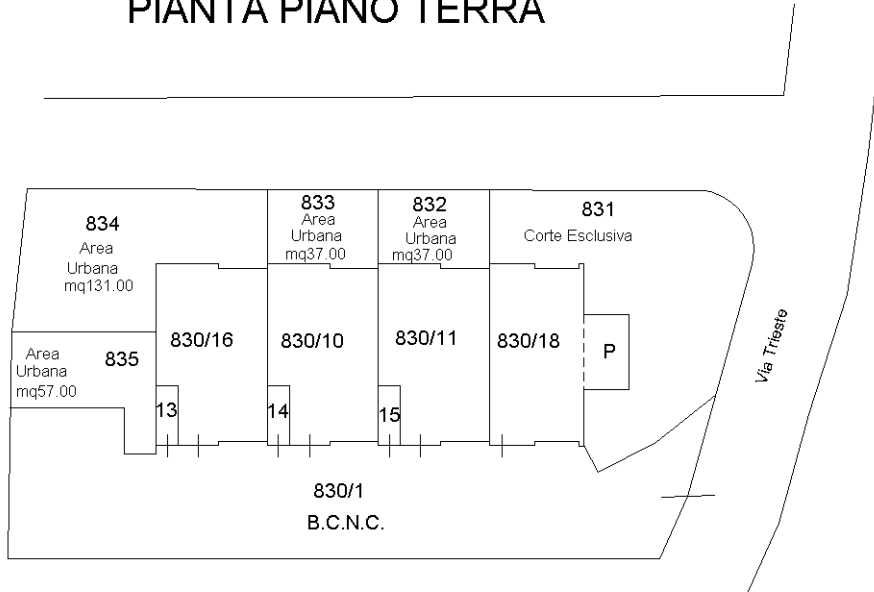 PIANTA PIANO TERRA
834
Area
Urbana
mq131.00
833
Area
Urbana
mq37.00
832
Area
Urbana
mq37.00
831
Corte Esclusiva
830/16
830/10
830/11
830/18
P
Via Trieste
Area
Urbana
mq57.00
835
13
14
15
830/1
B.C.N.C.